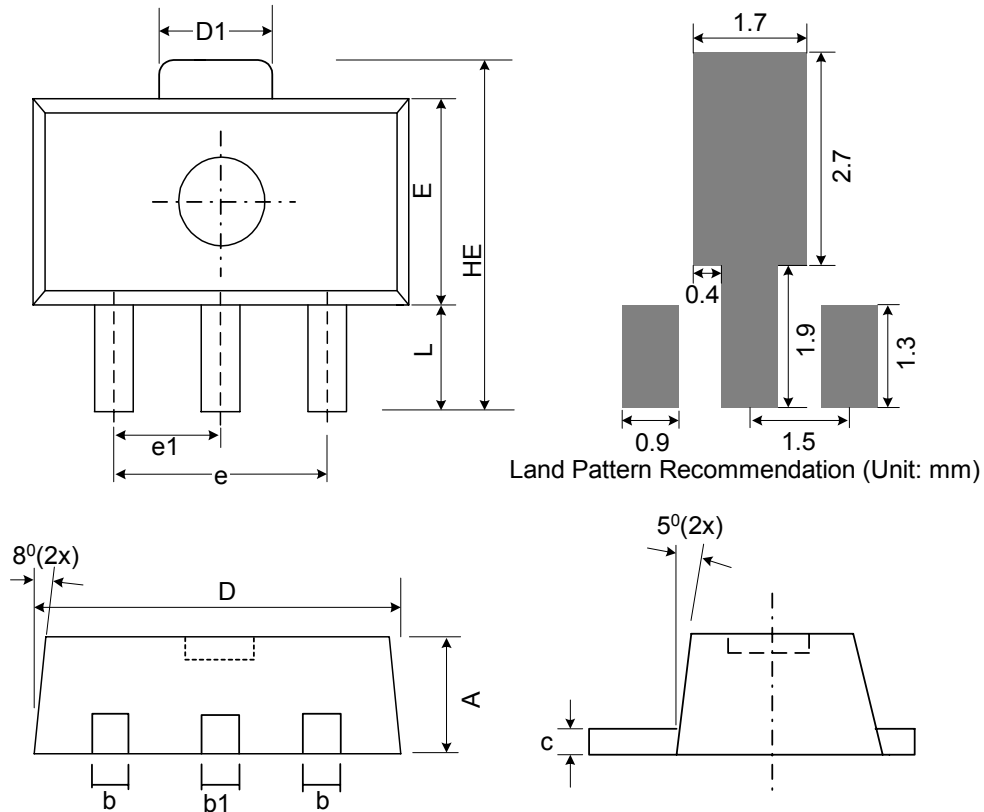 D1
E
HE
L
e1
e
1.7
2.7
0.4
1.9
1.3
0.9
1.5
Land Pattern Recommendation (Unit: mm)
8⁰(2x)
D
A
b
b1
b
5⁰(2x)
c